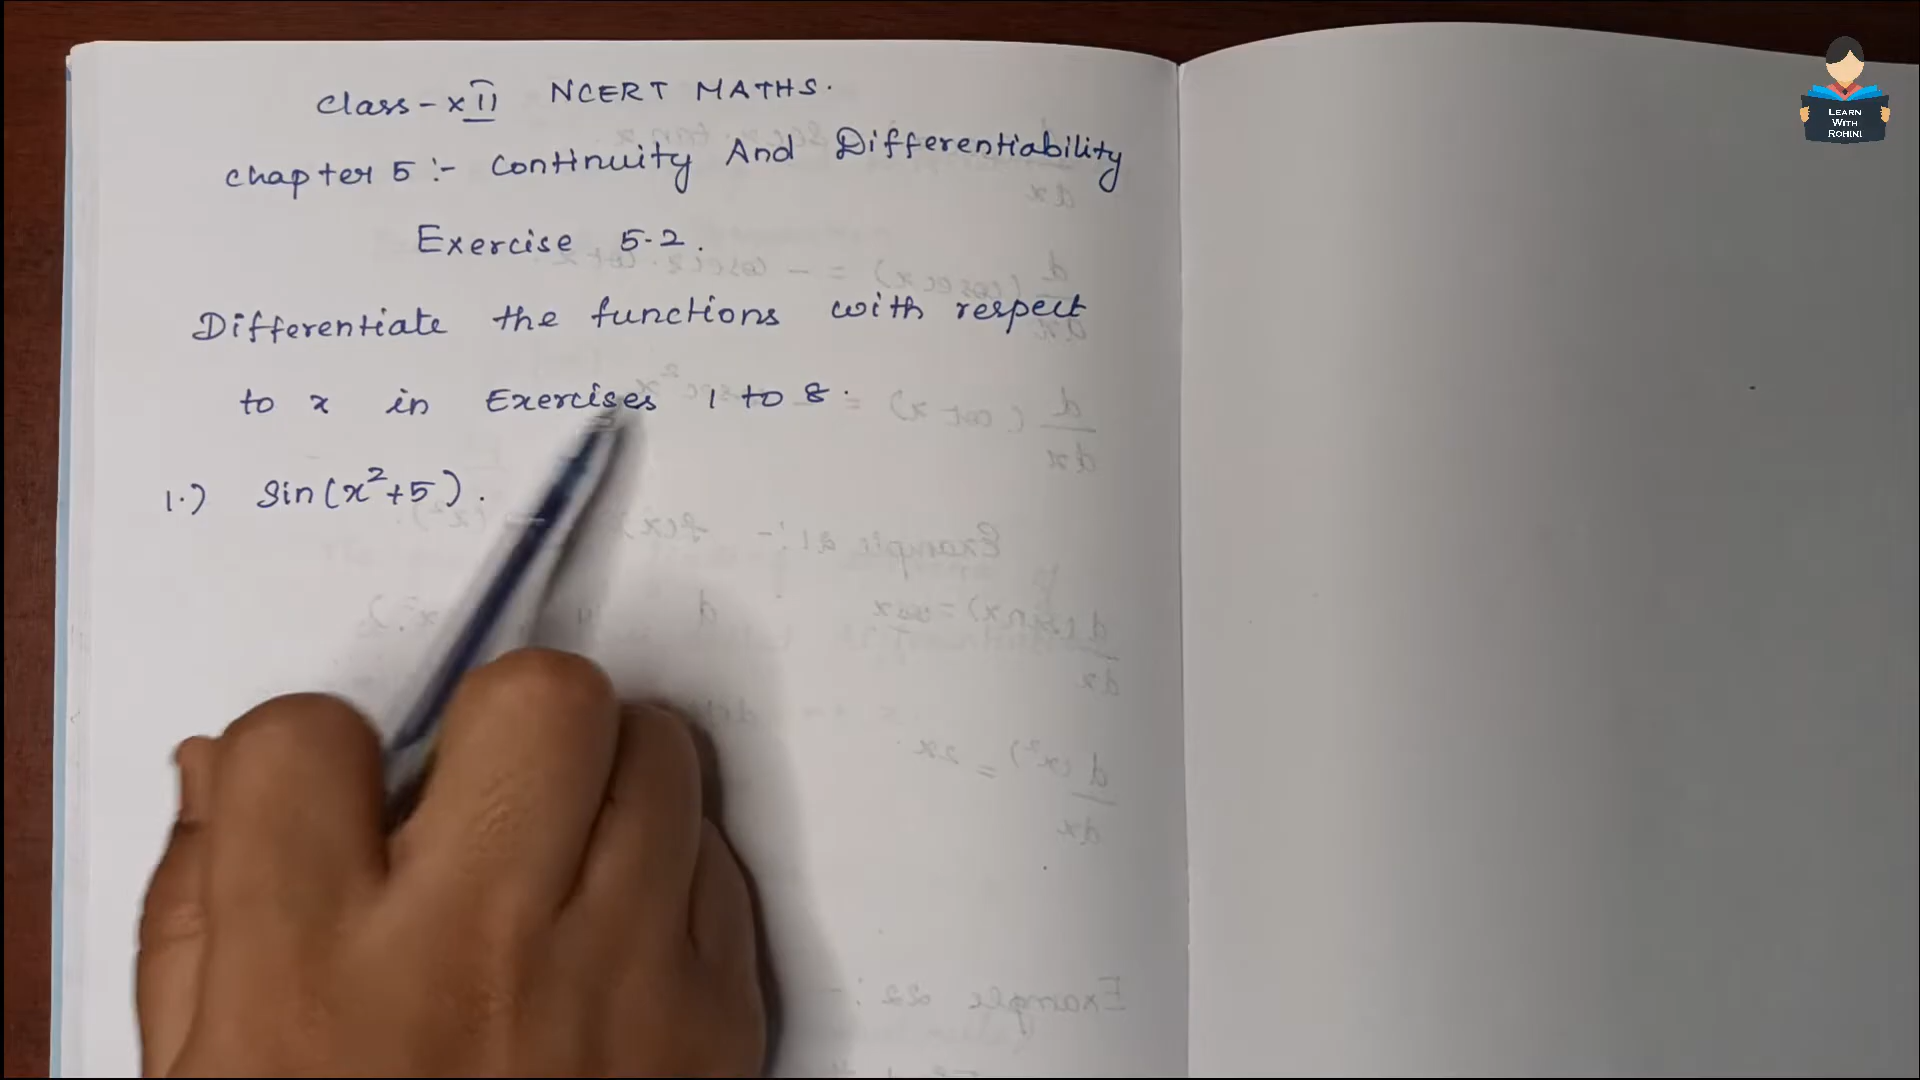 Class - XII NCERT MATHS.
chapter 5 :- Continuity And Differentiability
Exercise 5.2.
Differentiate the functions with respect
to x in Exercises 1 to 8.
1.) Sin(x²+5).
LEARN
WITH
ROHINI